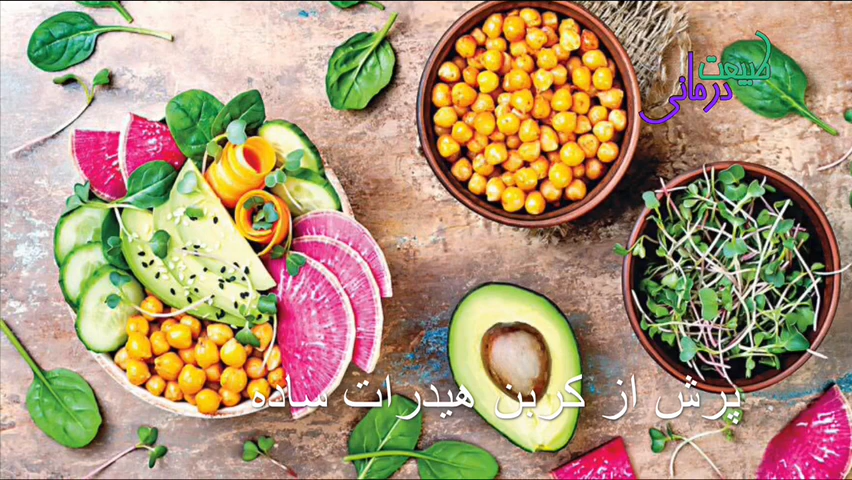 طبیعت
درمانی
پرش از کربن هیدرات ساده